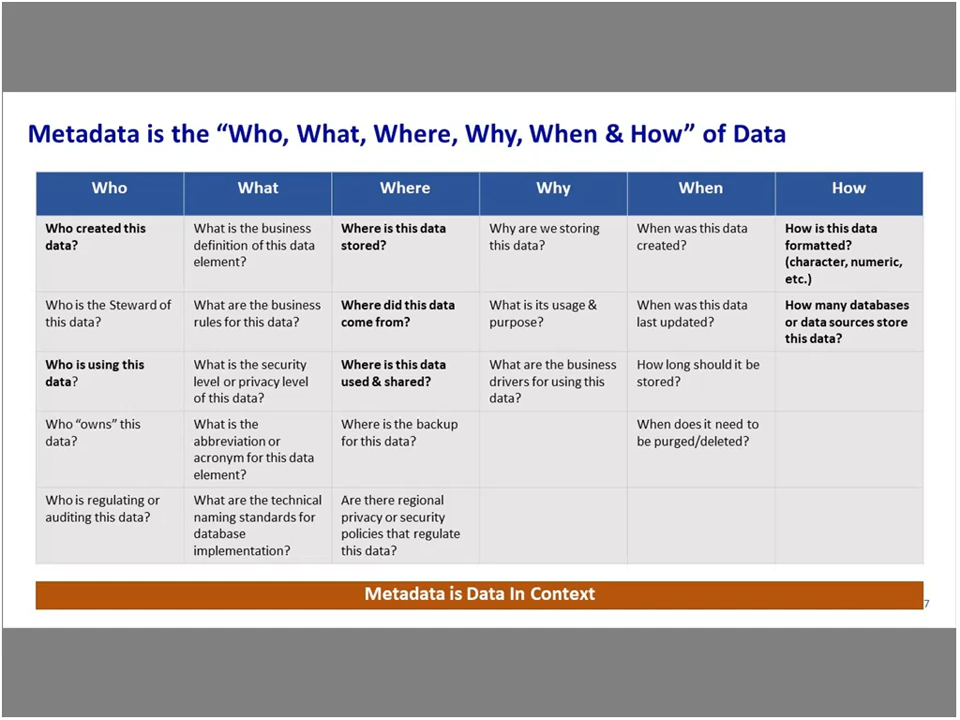 Metadata is the “Who, What, Where, Why, When & How” of Data
Who
What
Where
Why
When
How
Who created this
data?
What is the business
definition of this data
element?
Where is this data
stored?
Why are we storing
this data?
When was this data
created?
How is this data
formatted?
(character, numeric,
etc.)
Who is the Steward of
this data?
What are the business
rules for this data?
Where did this data
come from?
What is its usage &
purpose?
When was this data
last updated?
How many databases
or data sources store
this data?
Who is using this
data?
What is the security
level or privacy level
of this data?
Where is this data
used & shared?
What are the business
drivers for using this
data?
How long should it be
stored?
Who “owns” this
data?
What is the
abbreviation or
acronym for this data
element?
Where is the backup
for this data?
When does it need to
be purged/deleted?
Who is regulating or
auditing this data?
What are the technical
naming standards for
database
implementation?
Are there regional
privacy or security
policies that regulate
this data?
Metadata is Data In Context
7